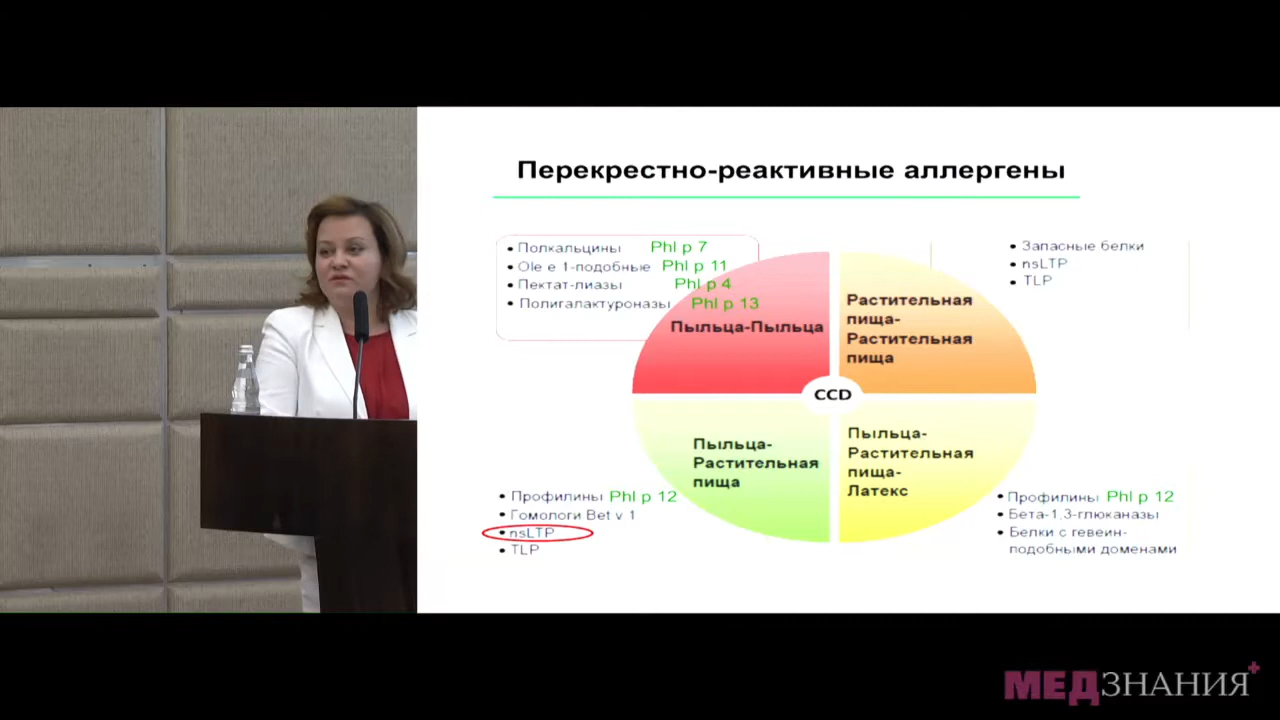 Перекрестно-реактивные аллергены
• Полкальцины Phl p 7
• Ole e 1-подобные Phl p 11
• Пектат-лиазы Phl p 4
• Полигалактуроназы Phl p 13
Пыльца-Пыльца
• Запасные белки
• nsLTP
• TLP
Растительная
пища-
Растительная
пища
CCD
Пыльца-
Растительная
пища
• Профилины Phl p 12
• Гомологи Bet v 1
• nsLTP
• TLP
Пыльца-
Растительная
пища-
Латекс
• Профилины Phl p 12
• Бета-1,3-глюканазы
• Белки с гевеин-
подобными доменами
МЕДЗНАНИЯ+